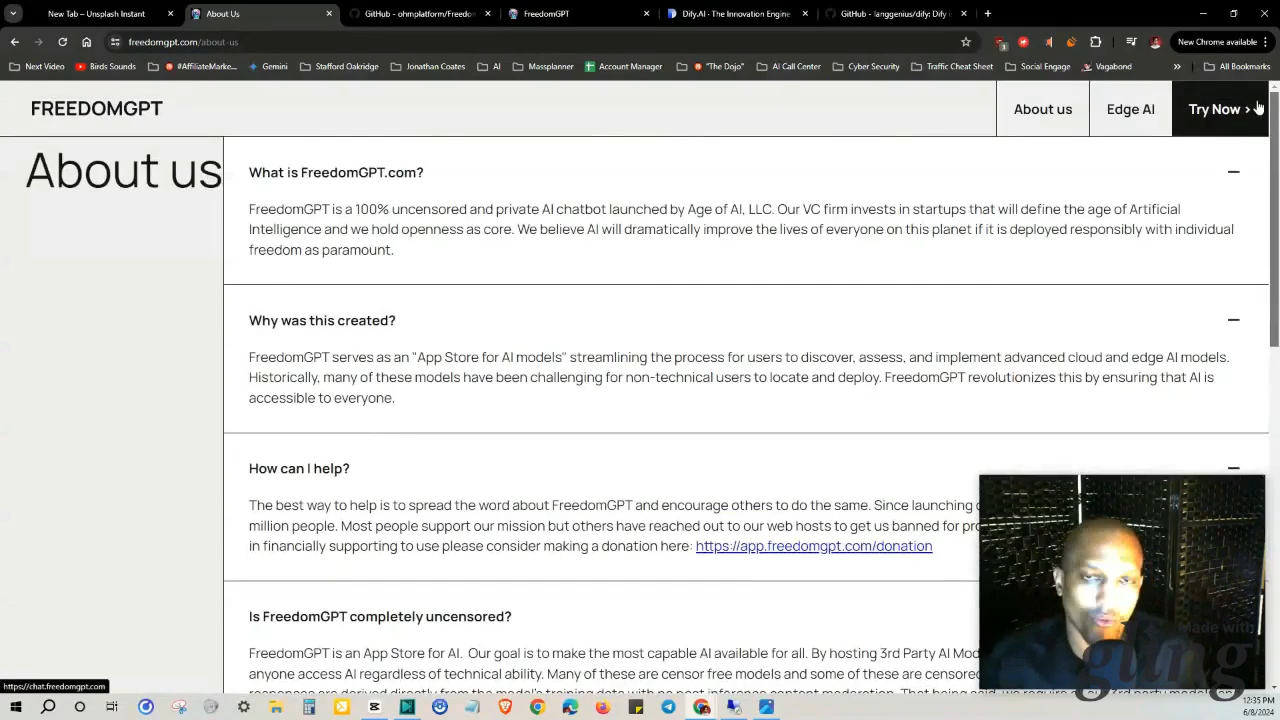 New Tab – Unsplash Instant
About Us
GitHub - ohmplatform/Freedo
FreedomGPT
Dify.AI · The Innovation Engine
GitHub - langgenius/dify: Dify
freedomgpt.com/about-us
New Chrome available
Next Video
Birds Sounds
#AffiliateMarke...
Gemini
Stafford Oakridge
Jonathan Coates
AI
Massplanner
Account Manager
"The Dojo"
AI Call Center
Cyber Security
Traffic Cheat Sheet
Social Engage
Vagabond
All Bookmarks
FREEDOMGPT
About us
Edge AI
Try Now >
About us
What is FreedomGPT.com?
FreedomGPT is a 100% uncensored and private AI chatbot launched by Age of AI, LLC. Our VC firm invests in startups that will define the age of Artificial
Intelligence and we hold openness as core. We believe AI will dramatically improve the lives of everyone on this planet if it is deployed responsibly with individual
freedom as paramount.
Why was this created?
FreedomGPT serves as an "App Store for AI models" streamlining the process for users to discover, assess, and implement advanced cloud and edge AI models.
Historically, many of these models have been challenging for non-technical users to locate and deploy. FreedomGPT revolutionizes this by ensuring that AI is
accessible to everyone.
How can I help?
The best way to help is to spread the word about FreedomGPT and encourage others to do the same. Since launching
million people. Most people support our mission but others have reached out to our web hosts to get us banned for
in financially supporting to use please consider making a donation here: https://app.freedomgpt.com/donation
Is FreedomGPT completely uncensored?
FreedomGPT is an App Store for AI. Our goal is to make the most capable AI available for all. By hosting 3rd Party AI Mod
anyone access AI regardless of technical ability. Many of these are censor free models and some of these are censored
Made with
https://chat.freedomgpt.com
12:35 PM
6/8/2024